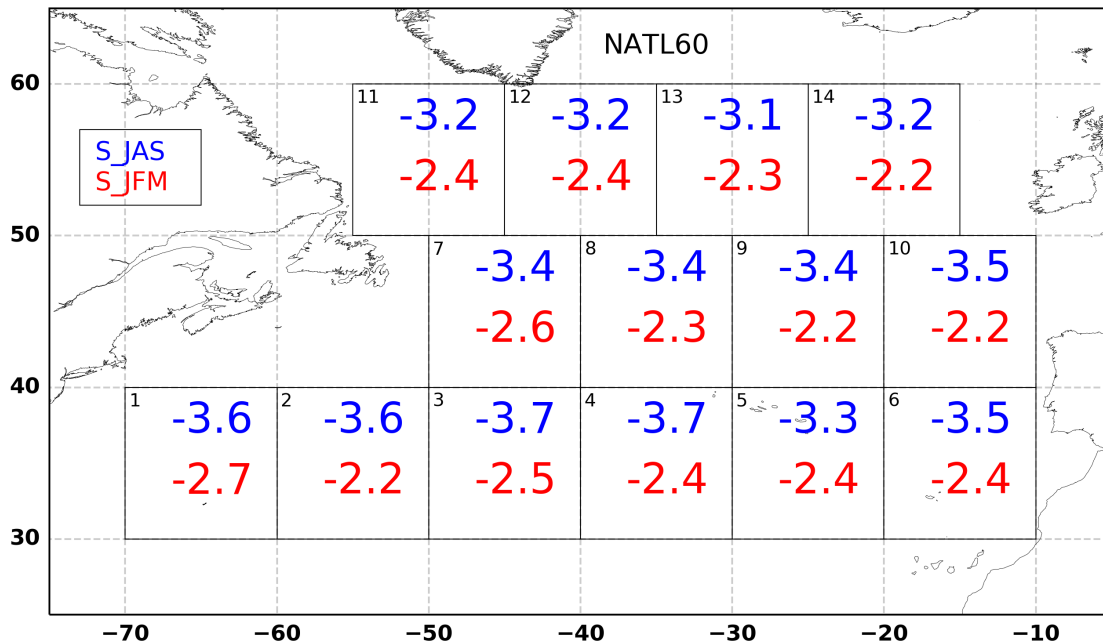 NATL60
60
11 12 13 14
-3.2 -3.2 -3.1 -3.2
S_JAS
-2.4 -2.4 -2.3 -2.2
S_JFM
50
7 8 9 10
-3.4 -3.4 -3.4 -3.5
-2.6 -2.3 -2.2 -2.2
40
1 2 3 4 5 6
-3.6 -3.6 -3.7 -3.7 -3.3 -3.5
-2.7 -2.2 -2.5 -2.4 -2.4 -2.4
30
−70 −60 −50 −40 −30 −20 −10